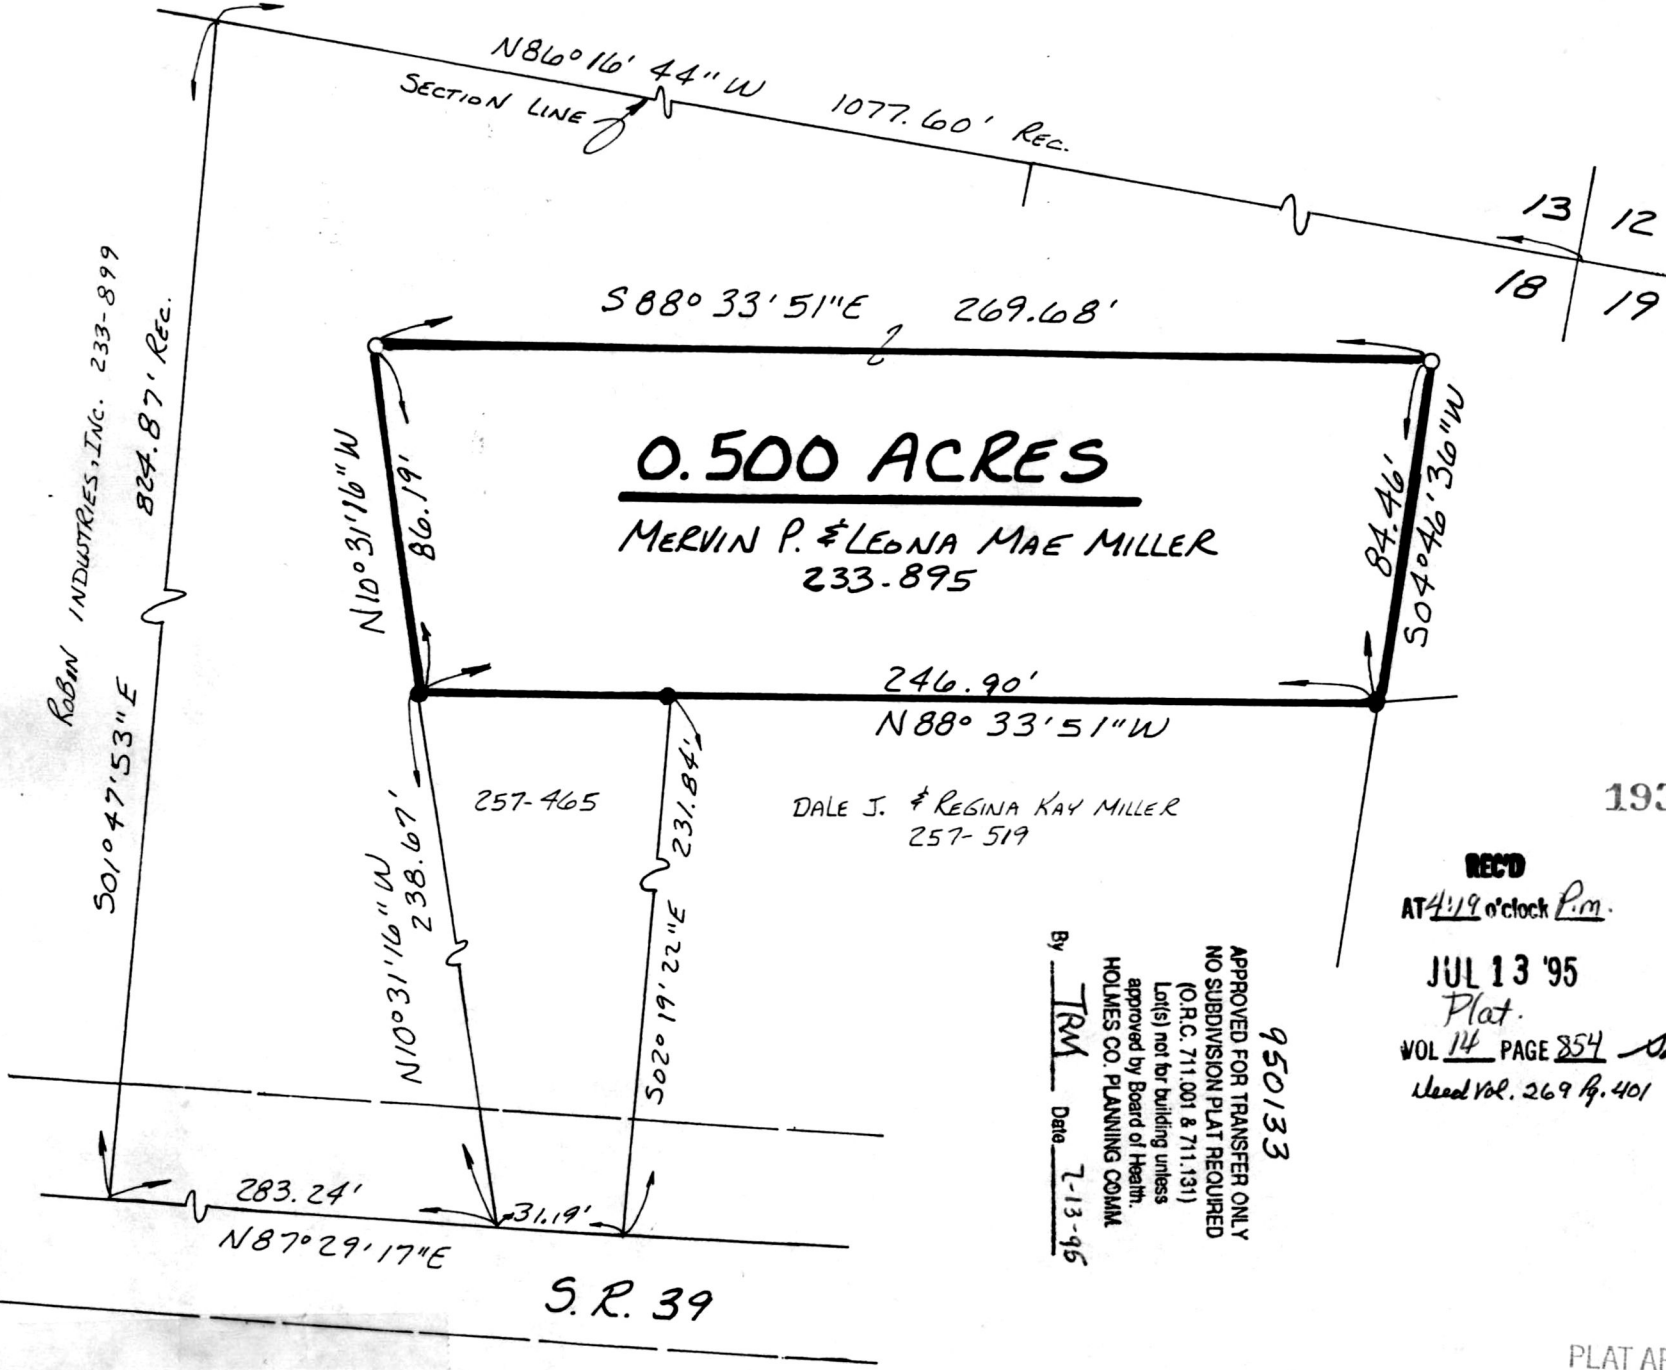 N86°16'44"W 1077.60' REC.
SECTION LINE
13 12
18 19
ROBIN INDUSTRIES, INC. 233-899
824.87' REC.
S01°47'53"E
S88°33'51"E 269.68'
N10°31'16"W
86.19'
0.500 ACRES
MERVIN P. & LEONA MAE MILLER
233-895
84.46'
S04°46'36"W
246.90'
N88°33'51"W
257-465
DALE J. & REGINA KAY MILLER
257-519
N10°31'16"W
238.67'
231.84'
S02°19'22"E
283.24'
31.19'
N87°29'17"E
S.R. 39
950133
APPROVED FOR TRANSFER ONLY
NO SUBDIVISION PLAT REQUIRED
(O.R.C. 711.001 & 711.131)
Lot(s) not for building unless
approved by Board of Health.
HOLMES CO. PLANNING COMM.
By TRM Date 7-13-95
193
REC'D
AT 4:19 o'clock P.m.
JUL 13 '95
Plat.
VOL 14 PAGE 854
Deed Vol. 269 Pg. 401
PLAT